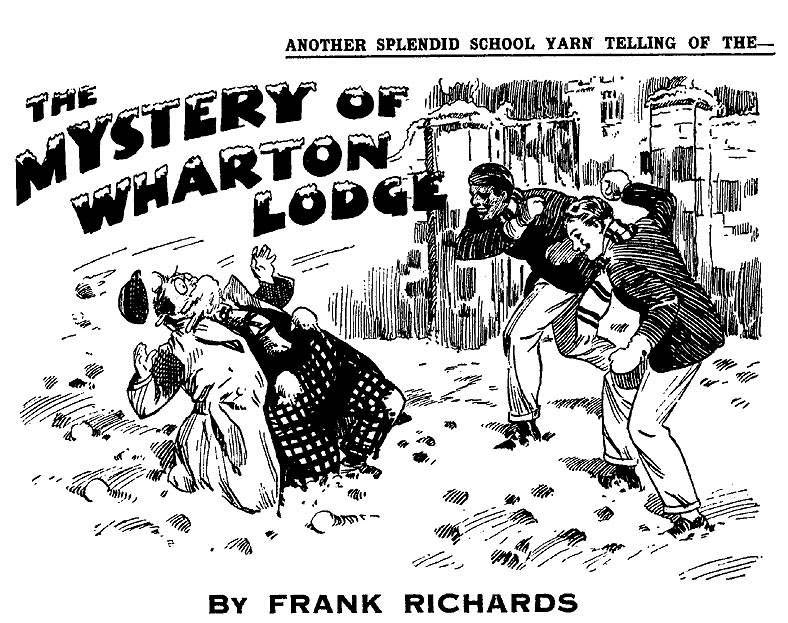 ANOTHER SPLENDID SCHOOL YARN TELLING OF THE—
THE
MYSTERY OF
WHARTON
LODGE
BY FRANK RICHARDS